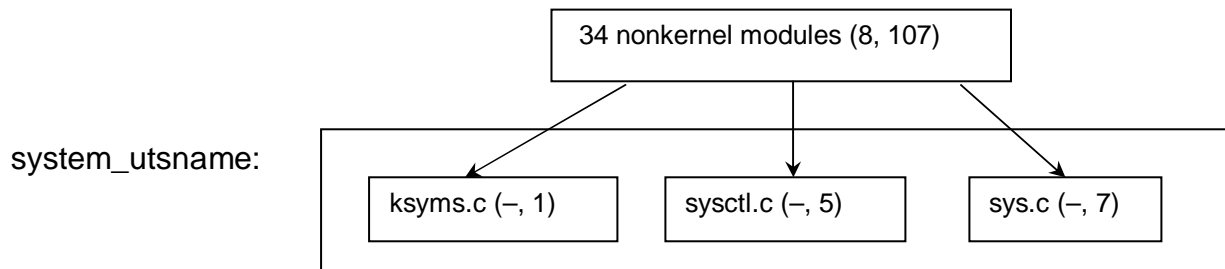 34 nonkernel modules (8, 107)
system_utsname:
ksyms.c (–, 1)
sysctl.c (–, 5)
sys.c (–, 7)